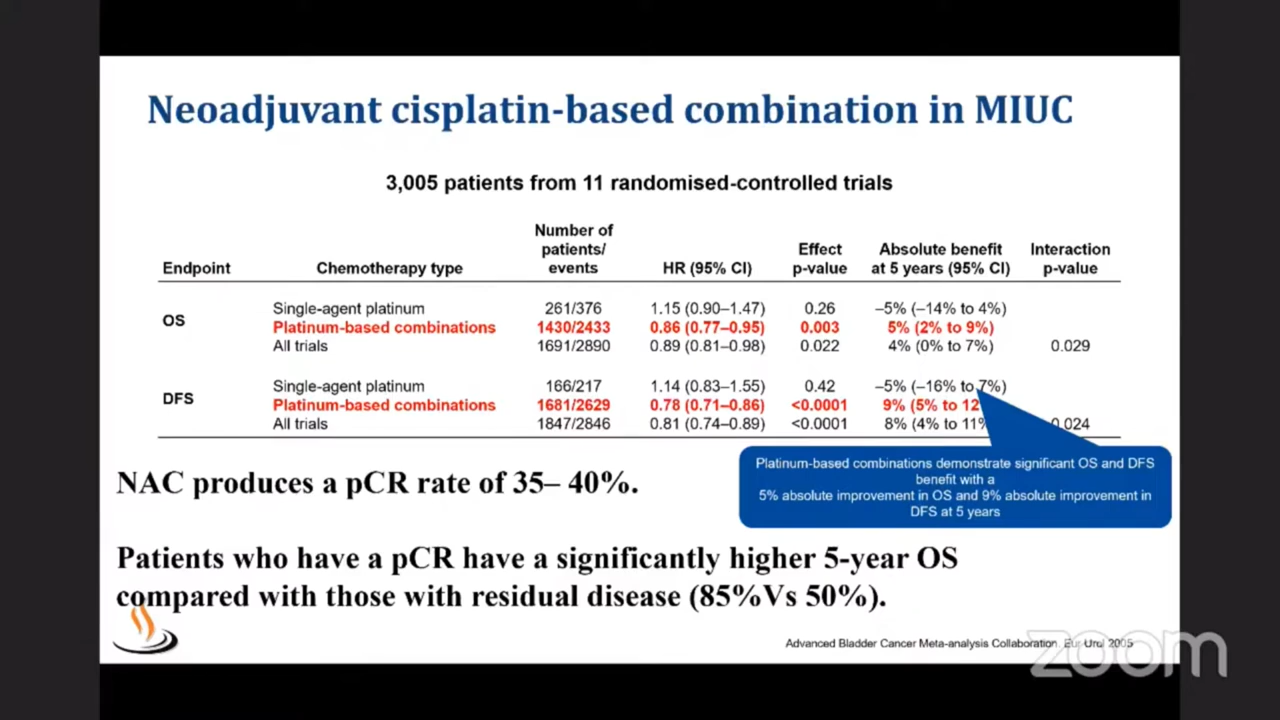 Neoadjuvant cisplatin-based combination in MIUC
3,005 patients from 11 randomised-controlled trials
Endpoint Chemotherapy type Number of patients/ events HR (95% CI) Effect p-value Absolute benefit at 5 years (95% CI) Interaction p-value
OS
Single-agent platinum 261/376 1.15 (0.90–1.47) 0.26 –5% (–14% to 4%)
Platinum-based combinations 1430/2433 0.86 (0.77–0.95) 0.003 5% (2% to 9%)
All trials 1691/2890 0.89 (0.81–0.98) 0.022 4% (0% to 7%) 0.029
DFS
Single-agent platinum 166/217 1.14 (0.83–1.55) 0.42 –5% (–16% to 7%)
Platinum-based combinations 1681/2629 0.78 (0.71–0.86) <0.0001 9% (5% to 12
All trials 1847/2846 0.81 (0.74–0.89) <0.0001 8% (4% to 11% 0.024
Platinum-based combinations demonstrate significant OS and DFS
benefit with a
5% absolute improvement in OS and 9% absolute improvement in
DFS at 5 years
NAC produces a pCR rate of 35– 40%.
Patients who have a pCR have a significantly higher 5-year OS
compared with those with residual disease (85%Vs 50%).
Advanced Bladder Cancer Meta-analysis Collaboration. Eur Urol 2005
zoom